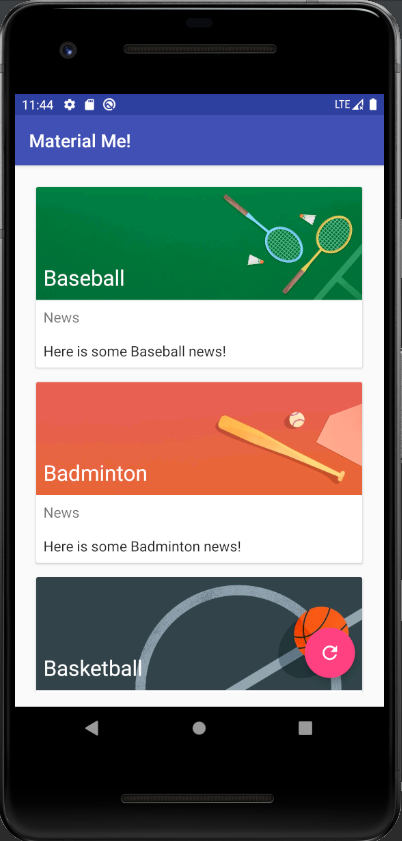 11:44 LTE
Material Me!
Baseball
News
Here is some Baseball news!
Badminton
News
Here is some Badminton news!
Basketball